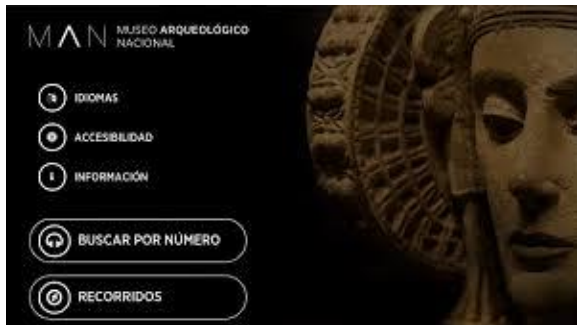 MAN MUSEO ARQUEOLÓGICO
NACIONAL
IDIOMAS
ACCESIBILIDAD
INFORMACIÓN
BUSCAR POR NÚMERO
RECORRIDOS